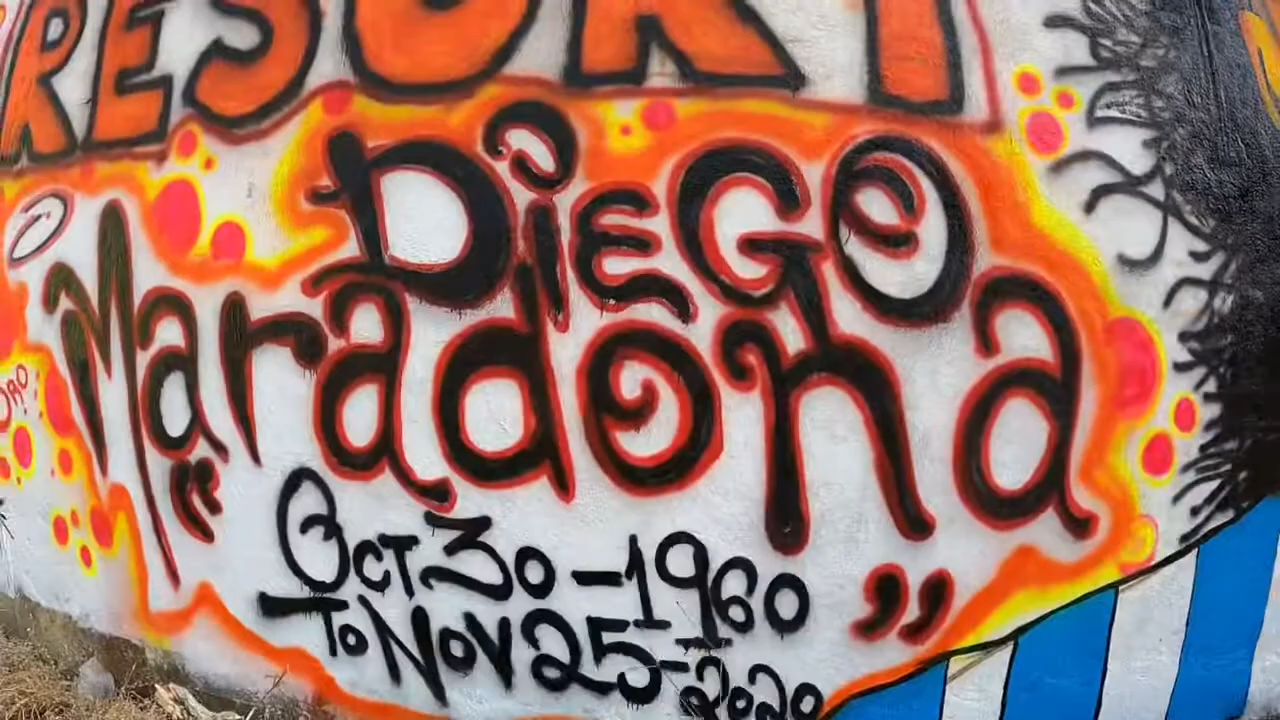 RESORT
DiEGO
Maradona
"Oct 30 - 1960
To Nov 25 - 2020"